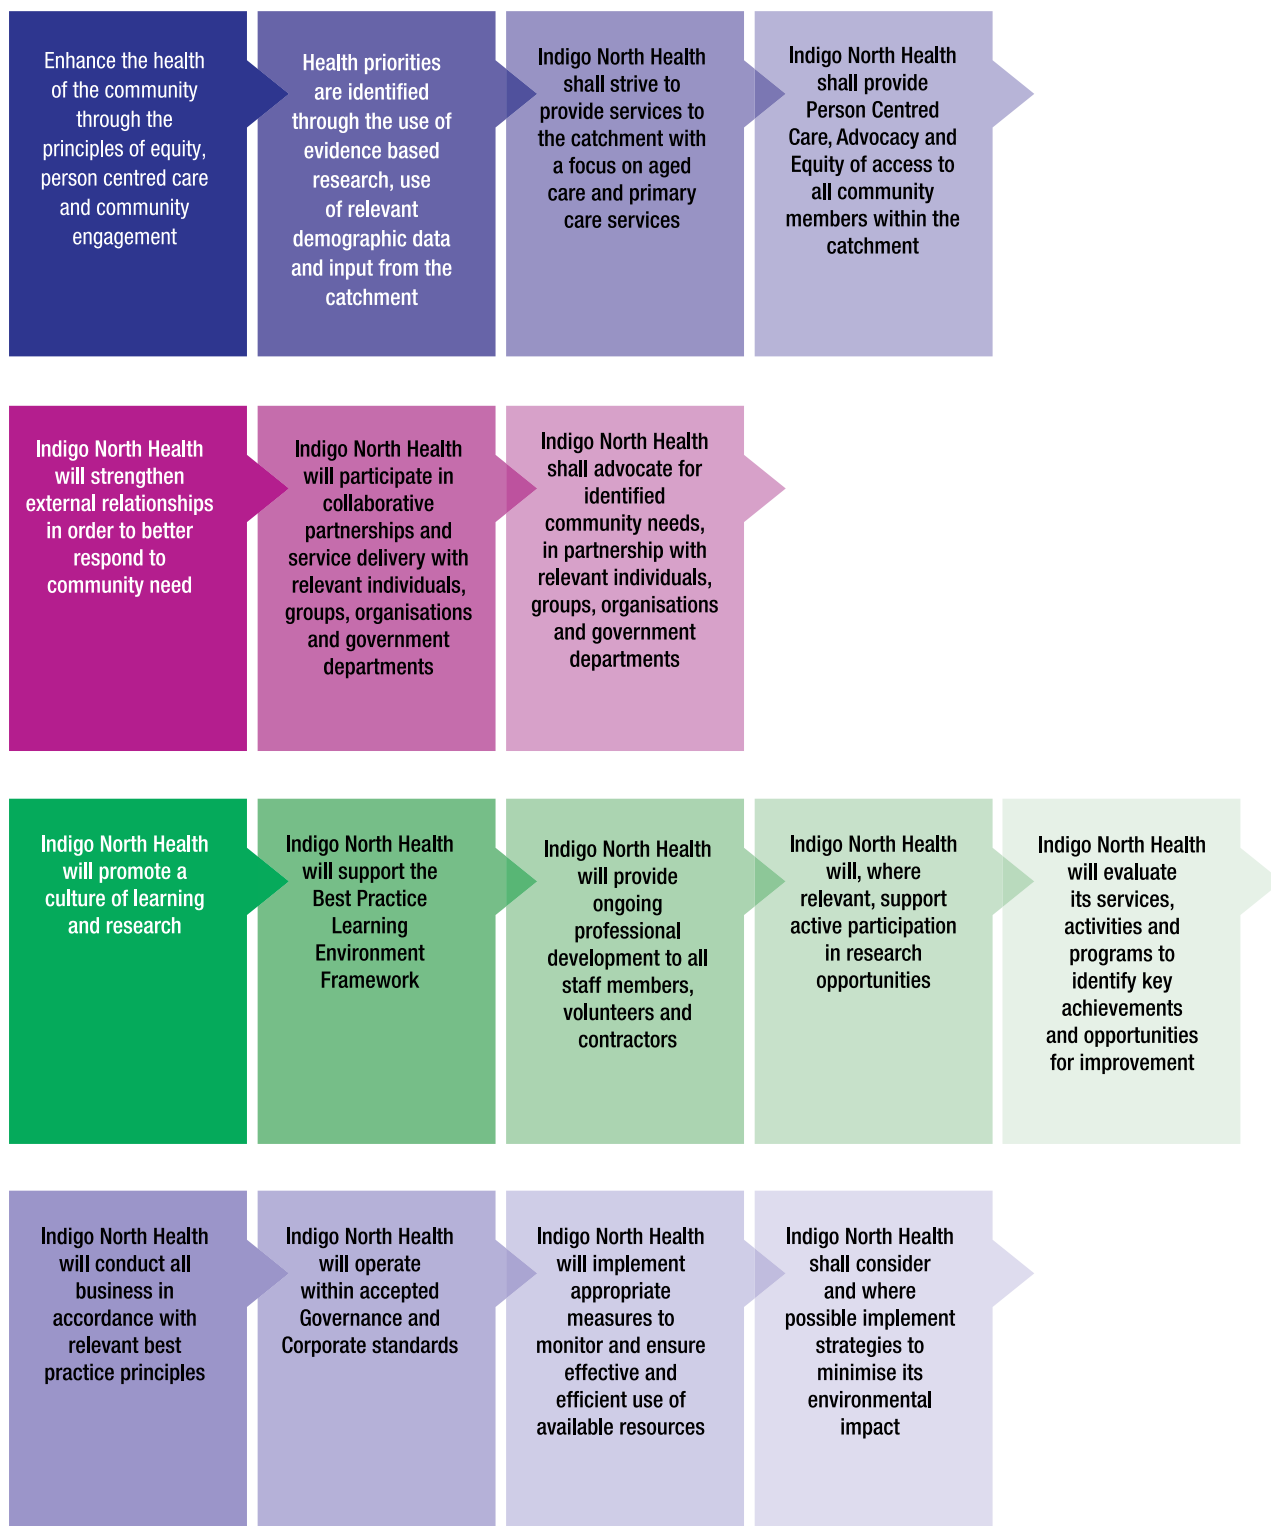 Enhance the health
of the community
through the
principles of equity,
person centred care
and community
engagement
Health priorities
are identified
through the use of
evidence based
research, use
of relevant
demographic data
and input from the
catchment
Indigo North Health
shall strive to
provide services to
the catchment with
a focus on aged
care and primary
care services
Indigo North Health
shall provide
Person Centred
Care, Advocacy and
Equity of access to
all community
members within the
catchment
Indigo North Health
will strengthen
external relationships
in order to better
respond to
community need
Indigo North Health
will participate in
collaborative
partnerships and
service delivery with
relevant individuals,
groups, organisations
and government
departments
Indigo North Health
shall advocate for
identified
community needs,
in partnership with
relevant individuals,
groups, organisations
and government
departments
Indigo North Health
will promote a
culture of learning
and research
Indigo North Health
will support the
Best Practice
Learning
Environment
Framework
Indigo North Health
will provide
ongoing
professional
development to all
staff members,
volunteers and
contractors
Indigo North Health
will, where
relevant, support
active participation
in research
opportunities
Indigo North Health
will evaluate
its services,
activities and
programs to
identify key
achievements
and opportunities
for improvement
Indigo North Health
will conduct all
business in
accordance with
relevant best
practice principles
Indigo North Health
will operate
within accepted
Governance and
Corporate standards
Indigo North Health
will implement
appropriate
measures to
monitor and ensure
effective and
efficient use of
available resources
Indigo North Health
shall consider
and where
possible implement
strategies to
minimise its
environmental
impact